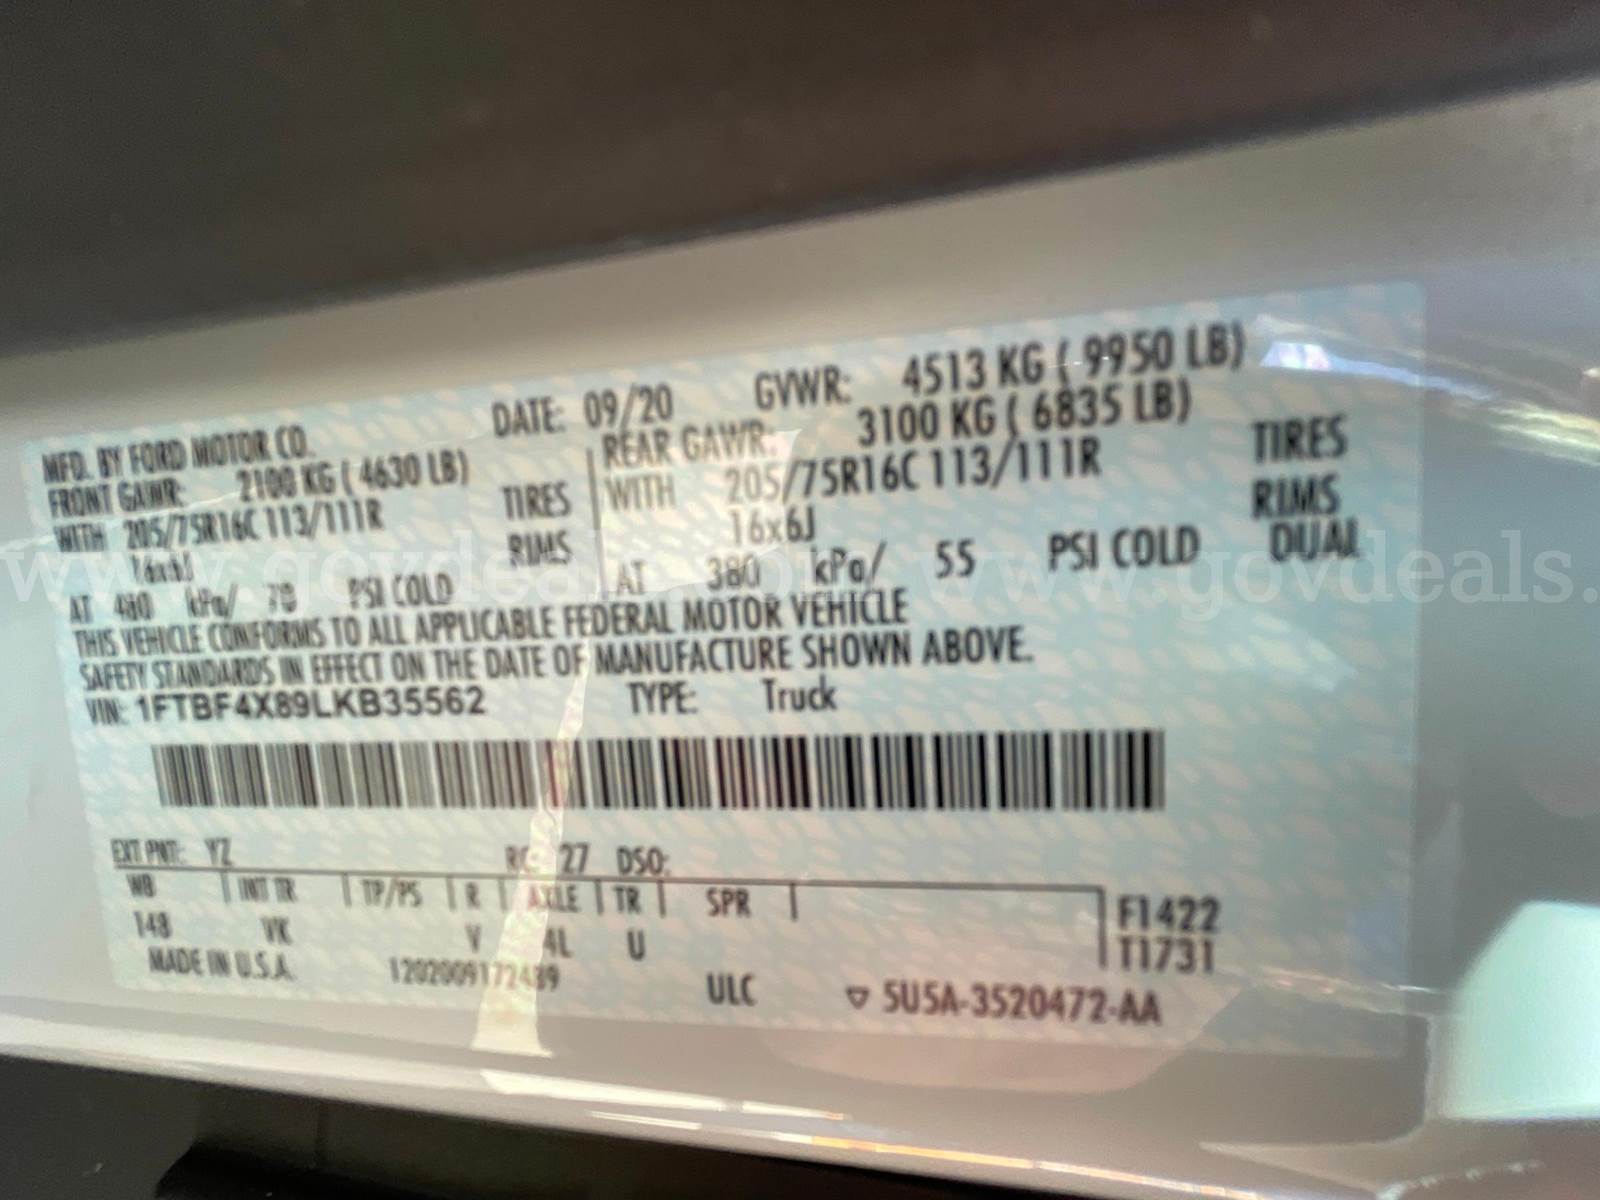 MFD. BY FORD MOTOR CO. DATE: 09/20 GVWR: 4513 KG ( 9950 LB)
FRONT GAWR: 2100 KG ( 4630 LB) REAR GAWR: 3100 KG ( 6835 LB)
WITH 205/75R16C 113/111R TIRES WITH 205/75R16C 113/111R TIRES
16x6J RIMS 16x6J RIMS
AT 480 kPa/ 70 PSI COLD AT 380 kPa/ 55 PSI COLD DUAL
THIS VEHICLE CONFORMS TO ALL APPLICABLE FEDERAL MOTOR VEHICLE
SAFETY STANDARDS IN EFFECT ON THE DATE OF MANUFACTURE SHOWN ABOVE.
VIN: 1FTBF4X89LKB35562 TYPE: Truck
EXT PNT: YZ RC: 27 DSO:
WB INT TR TP/PS R AXLE TR SPR F1422
148 VK V 4L U T1731
MADE IN U.S.A. 1202009172489 ULC ▽ 5U5A-3520472-AA
www.govdeals.com www.govdeals.